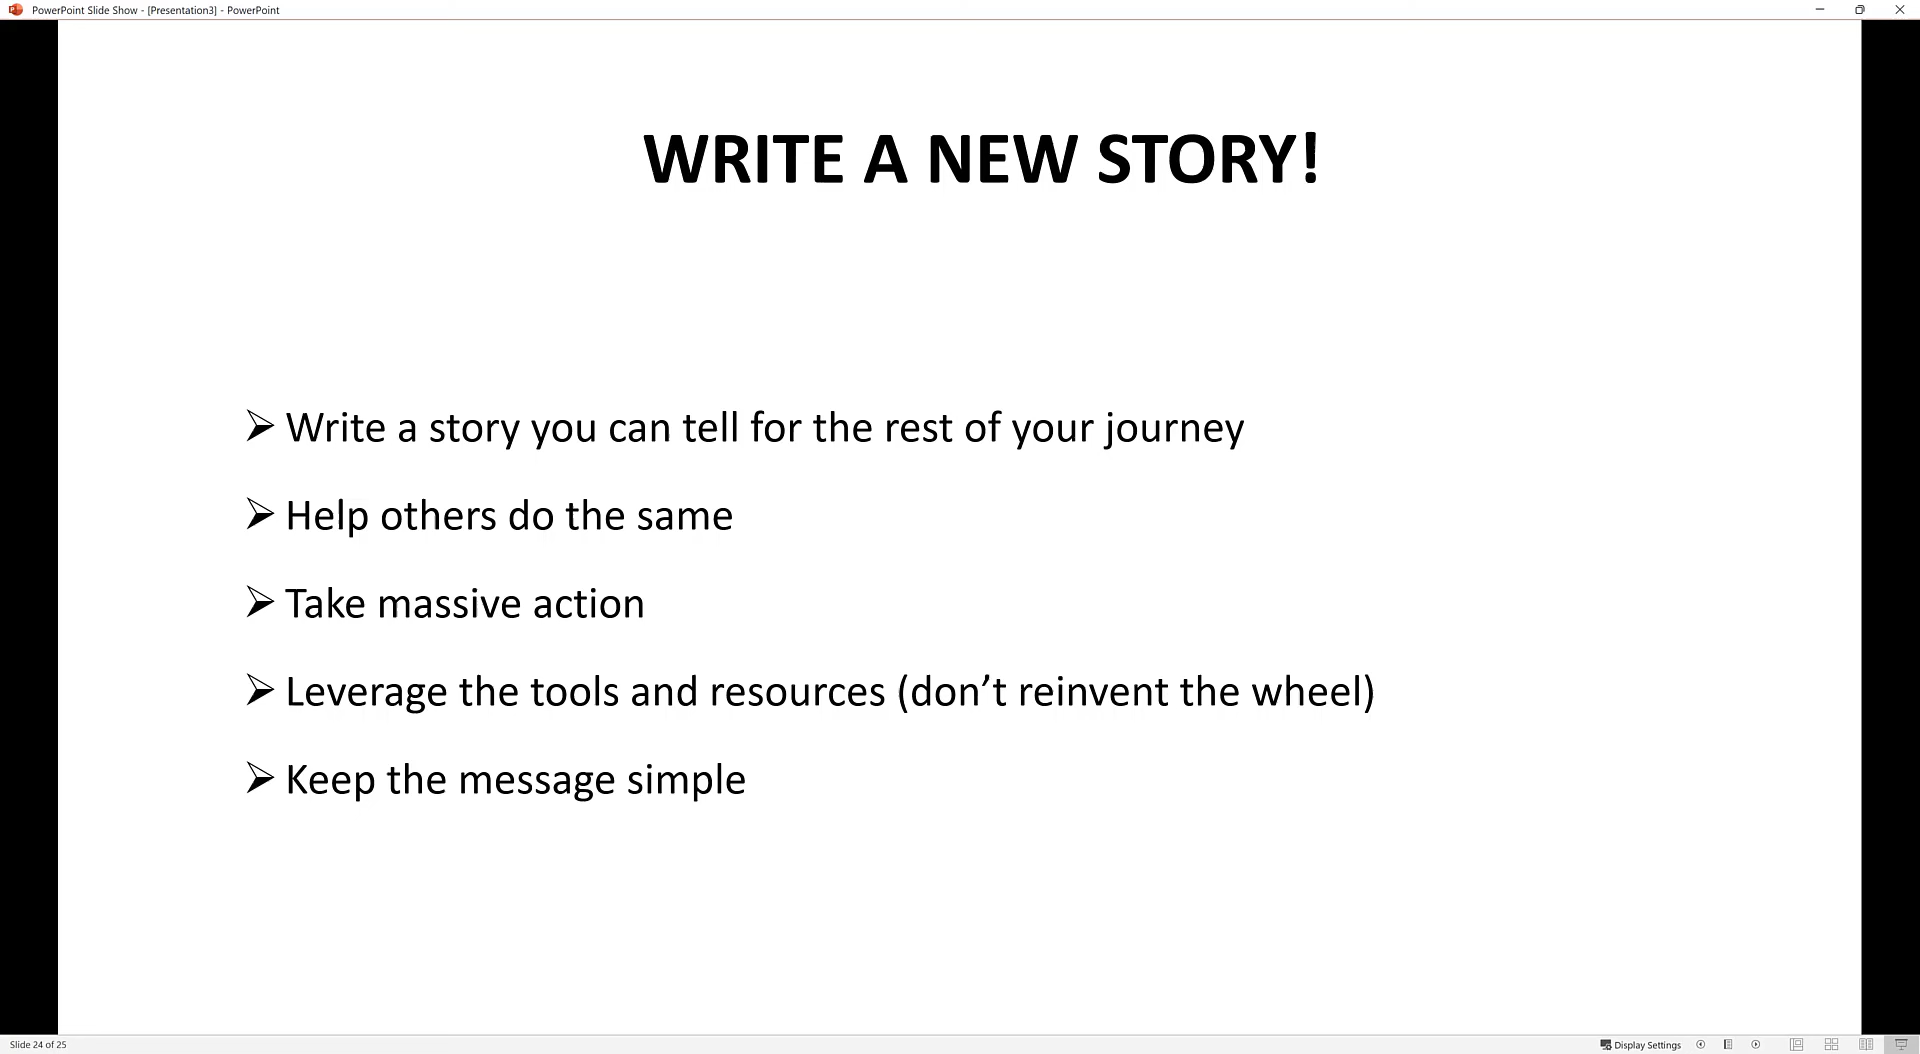 PowerPoint Slide Show - [Presentation3] - PowerPoint
WRITE A NEW STORY!
Write a story you can tell for the rest of your journey
Help others do the same
Take massive action
Leverage the tools and resources (don’t reinvent the wheel)
Keep the message simple
Slide 24 of 25
Display Settings